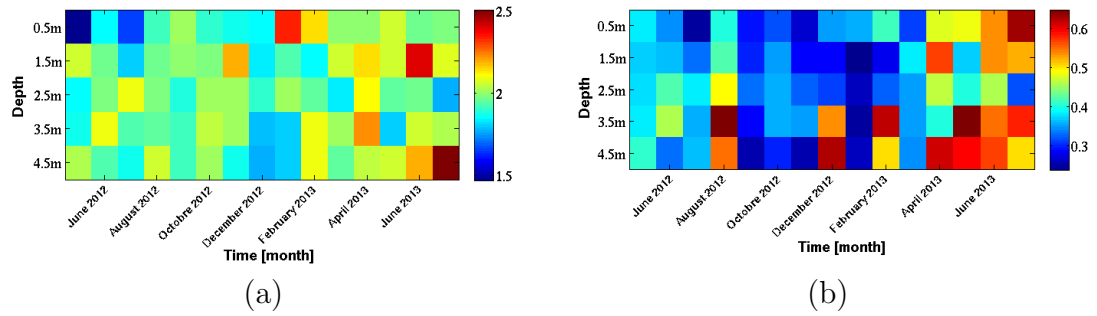 0.5m
1.5m
2.5m
3.5m
4.5m
Depth
June 2012
August 2012
Octobre 2012
December 2012
February 2013
April 2013
June 2013
Time [month]
2.5
2
1.5
(a)
0.5m
1.5m
2.5m
3.5m
4.5m
Depth
June 2012
August 2012
Octobre 2012
December 2012
February 2013
April 2013
June 2013
Time [month]
0.6
0.5
0.4
0.3
(b)